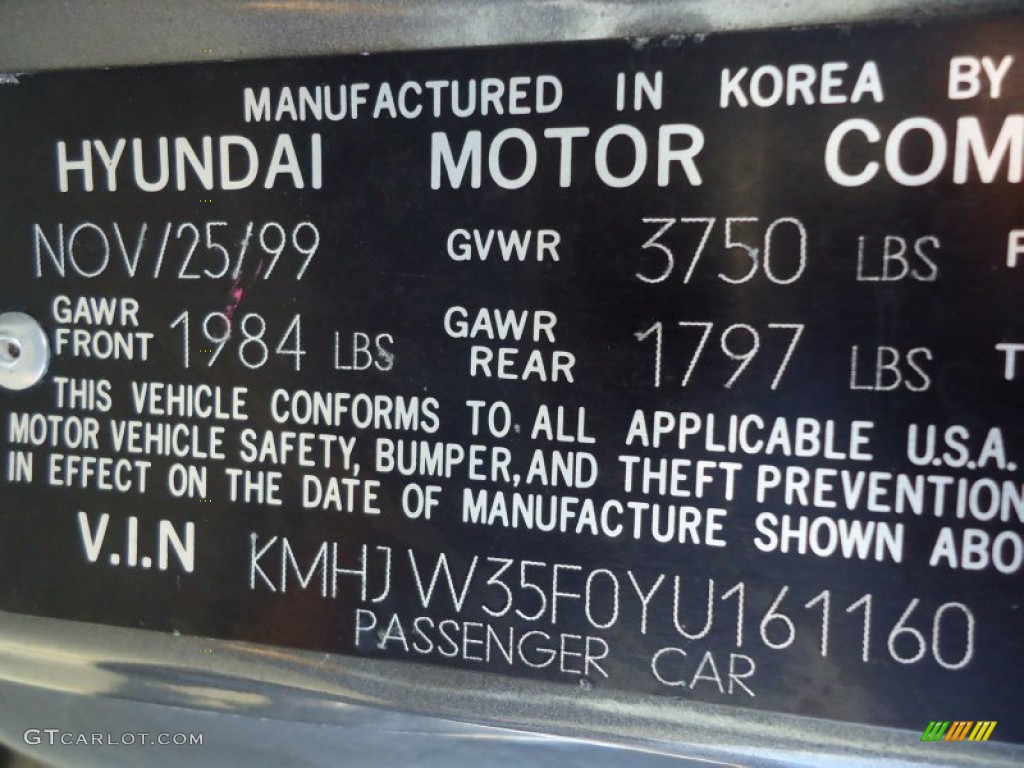 MANUFACTURED IN KOREA BY
HYUNDAI MOTOR COM
NOV/25/99 GVWR 3750 LBS F
GAWR FRONT 1984 LBS GAWR REAR 1797 LBS T
THIS VEHICLE CONFORMS TO ALL APPLICABLE U.S.A.
MOTOR VEHICLE SAFETY, BUMPER, AND THEFT PREVENTION
IN EFFECT ON THE DATE OF MANUFACTURE SHOWN ABO
V.I.N KMHJW35F0YU161160
PASSENGER CAR
GTCARLOT.COM